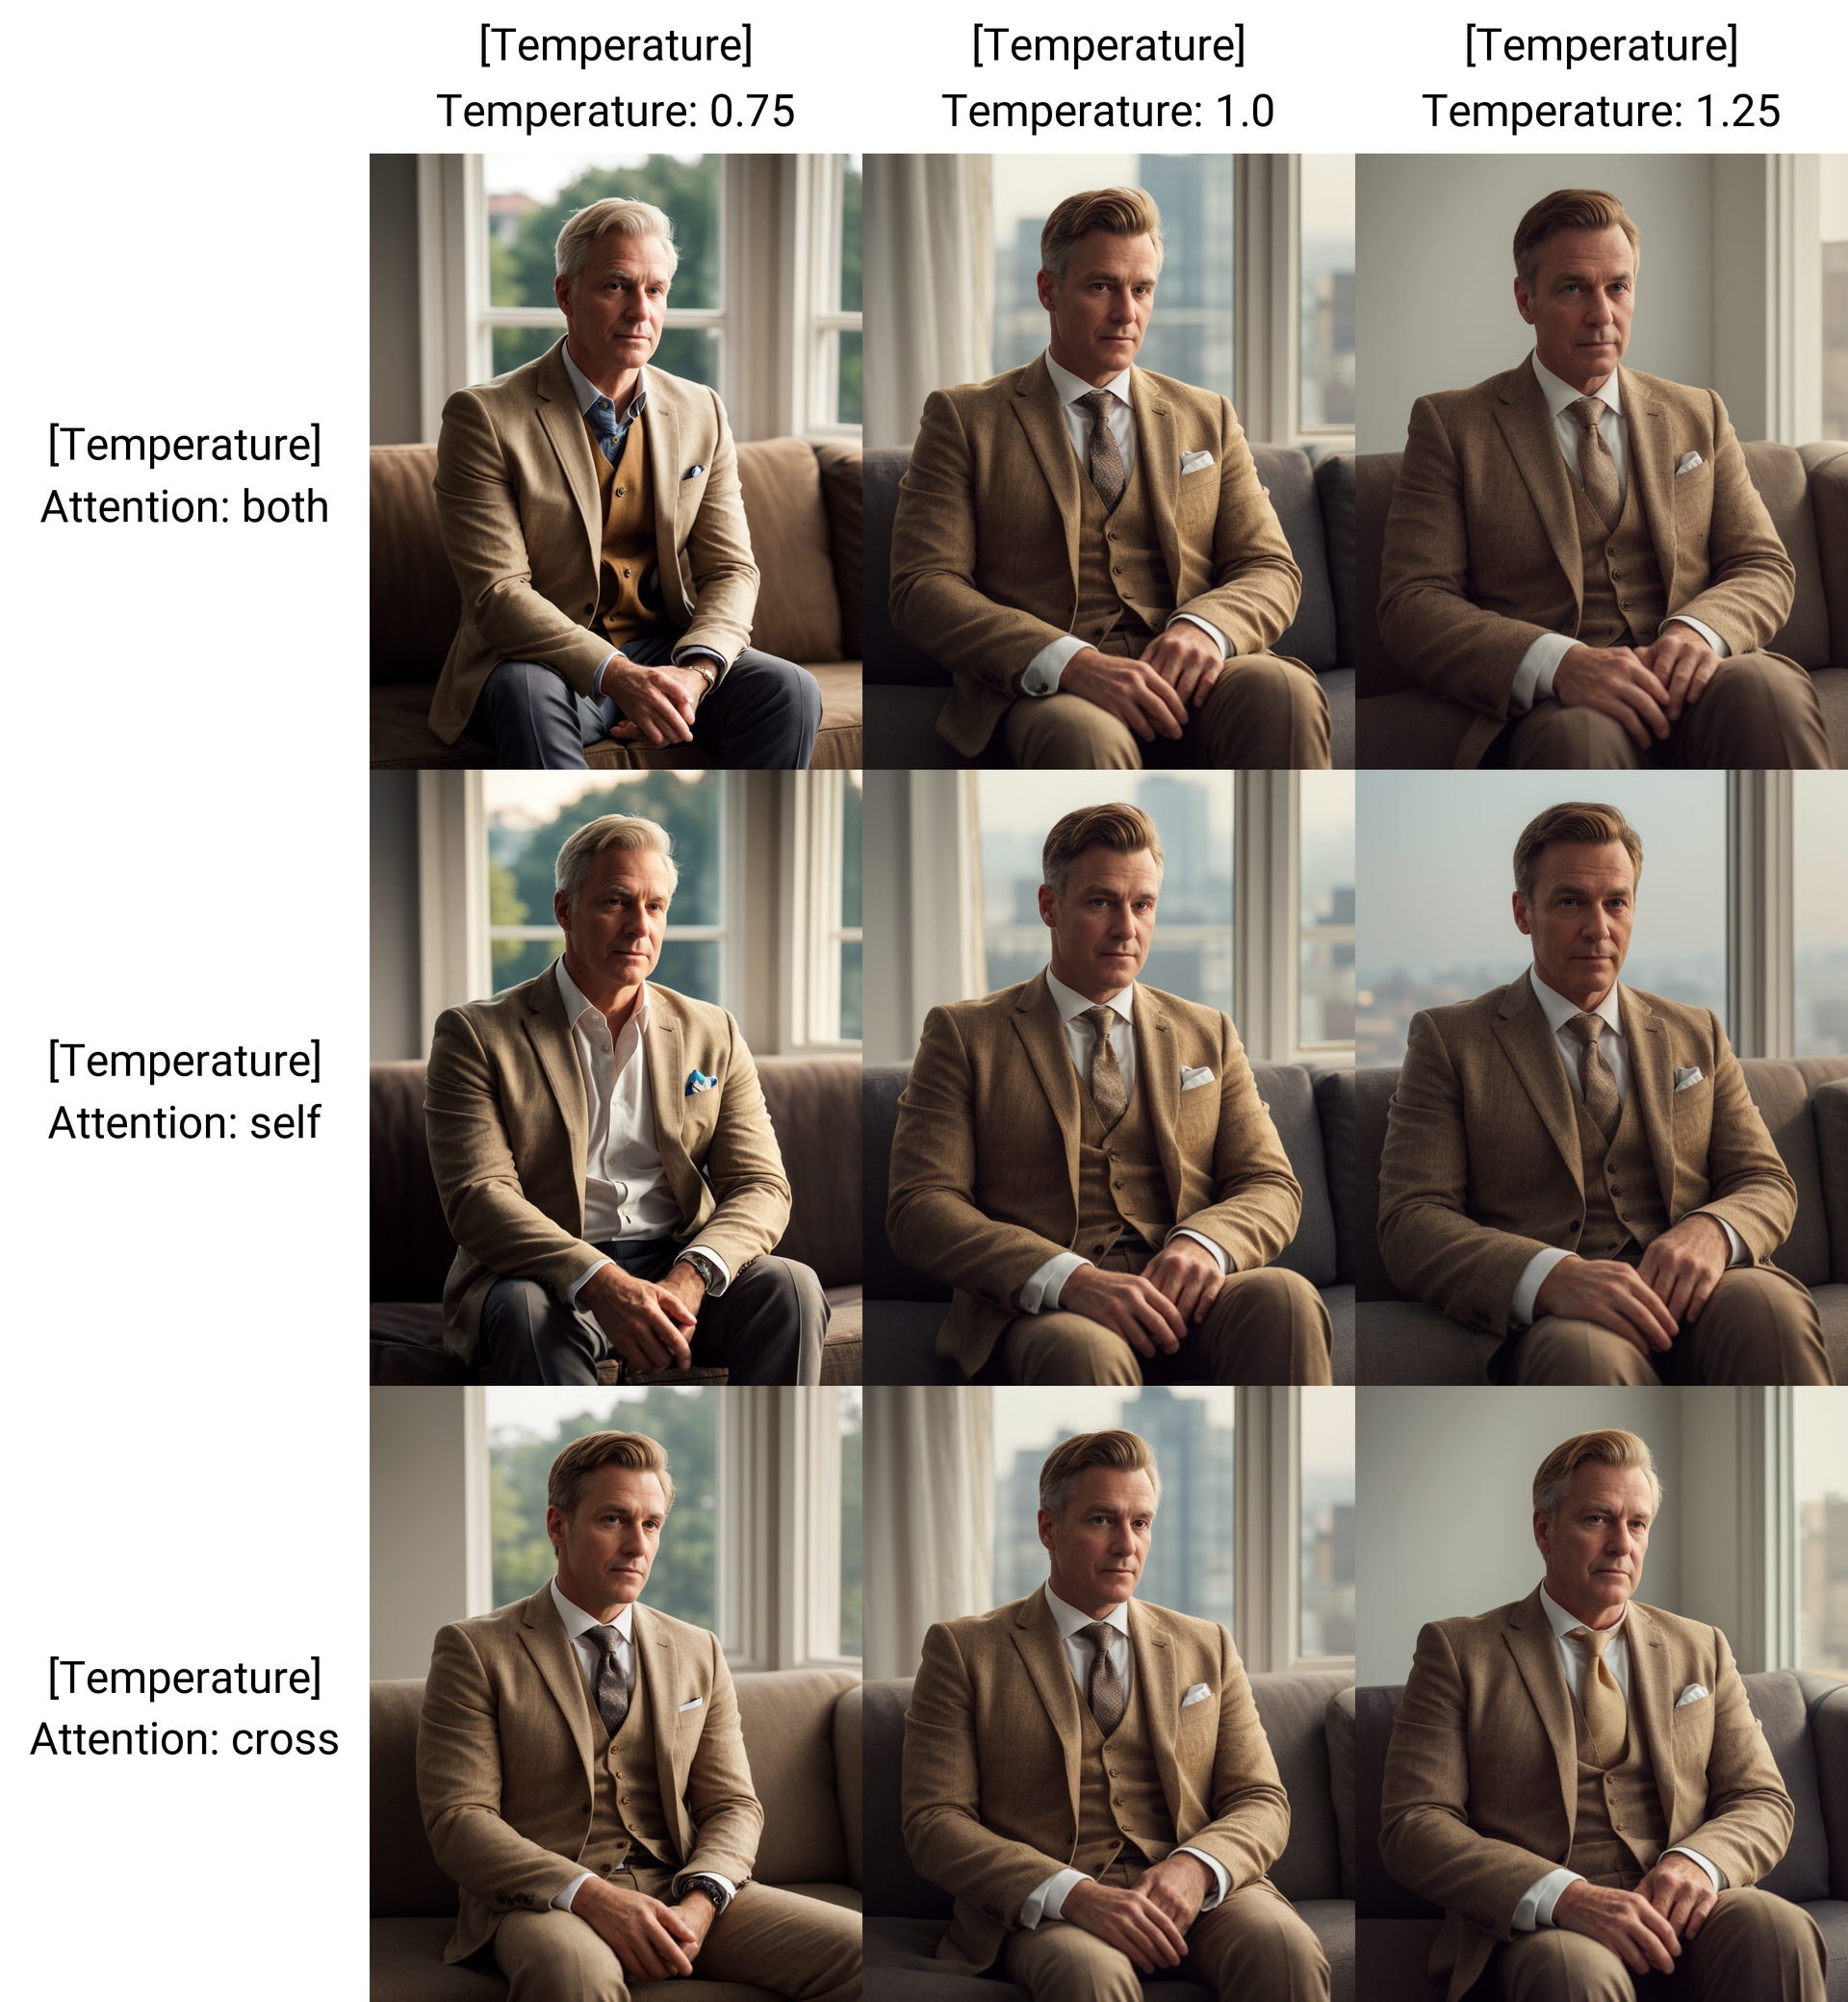 [Temperature]
Temperature: 0.75
[Temperature]
Temperature: 1.0
[Temperature]
Temperature: 1.25
[Temperature]
Attention: both
[Temperature]
Attention: self
[Temperature]
Attention: cross